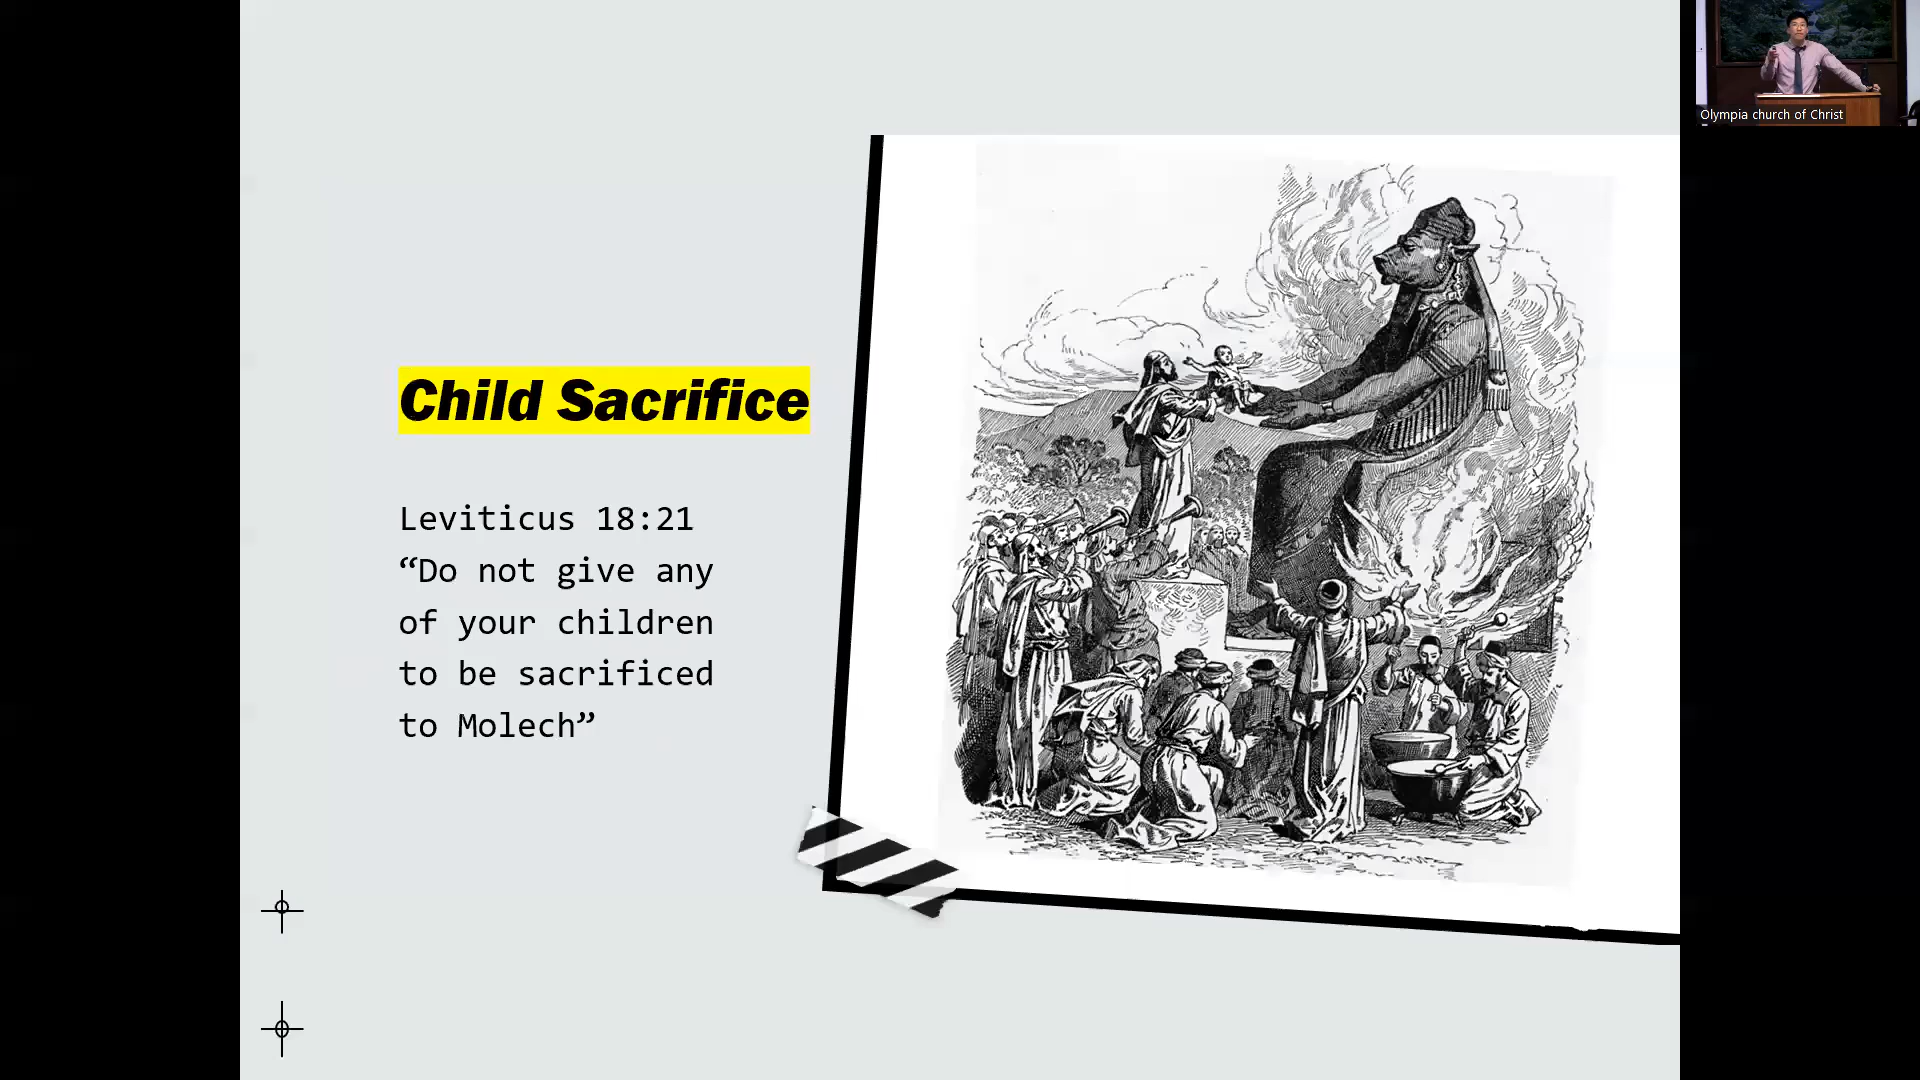 Child Sacrifice
Leviticus 18:21
“Do not give any
of your children
to be sacrificed
to Molech”
Olympia church of Christ